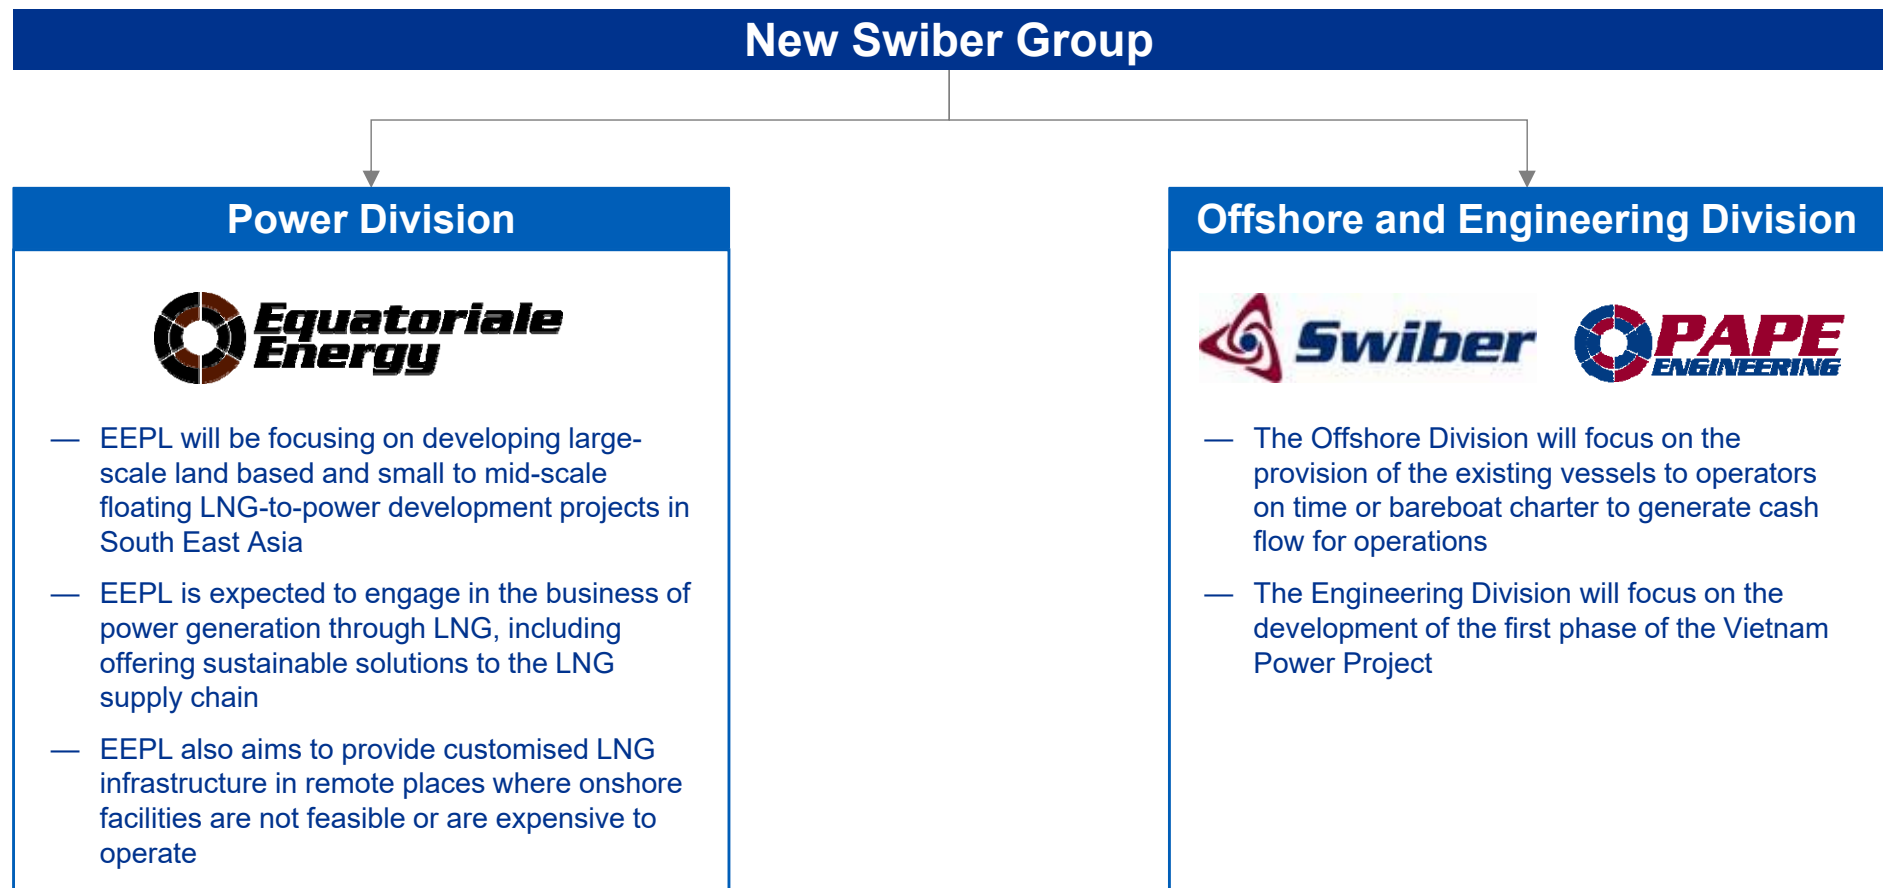 New Swiber Group
Power Division
Equatoriale
Energy
— EEPL will be focusing on developing large-
scale land based and small to mid-scale
floating LNG-to-power development projects in
South East Asia
— EEPL is expected to engage in the business of
power generation through LNG, including
offering sustainable solutions to the LNG
supply chain
— EEPL also aims to provide customised LNG
infrastructure in remote places where onshore
facilities are not feasible or are expensive to
operate
Offshore and Engineering Division
Swiber
PAPE
ENGINEERING
— The Offshore Division will focus on the
provision of the existing vessels to operators
on time or bareboat charter to generate cash
flow for operations
— The Engineering Division will focus on the
development of the first phase of the Vietnam
Power Project